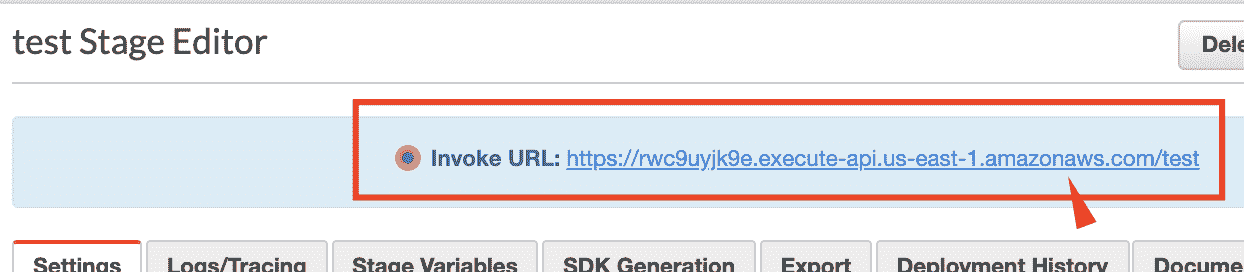 test Stage Editor
Dele
Invoke URL: https://rwc9uyjk9e.execute-api.us-east-1.amazonaws.com/test
Settings Logs/Tracing Stage Variables SDK Generation Export Deployment History Docume